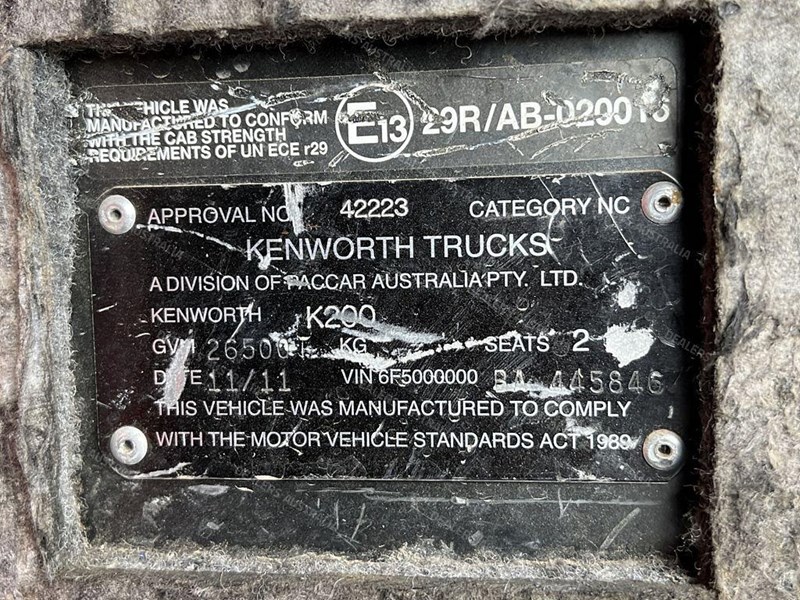 THE VEHICLE WAS
MANUFACTURED TO CONFORM
WITH THE CAB STRENGTH
REQUIREMENTS OF UN ECE r29
E13 29R/AB-020015
APPROVAL NO. 42223 CATEGORY NC
KENWORTH TRUCKS
A DIVISION OF PACCAR AUSTRALIA PTY. LTD.
KENWORTH K200
GVM 26500 KG SEATS 2
DATE 11/11 VIN 6F5000000 BA 445846
THIS VEHICLE WAS MANUFACTURED TO COMPLY
WITH THE MOTOR VEHICLE STANDARDS ACT 1989